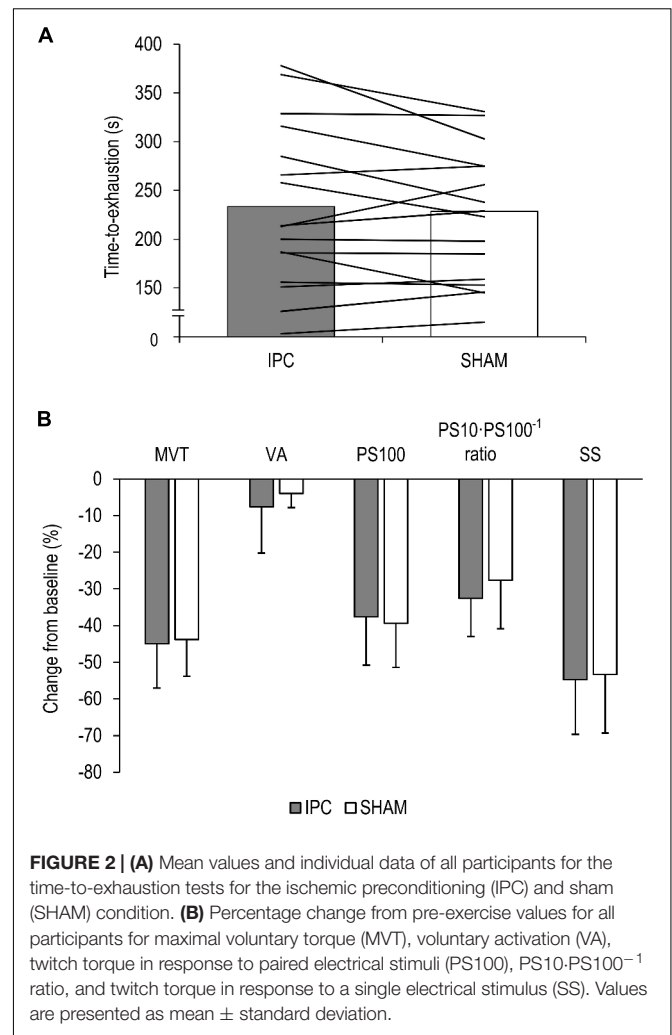 A
400
350
300
250
200
150
0
Time-to-exhaustion (s)
IPC SHAM
B
MVT VA PS100 PS10·PS100⁻¹ ratio SS
0
-10
-20
-30
-40
-50
-60
-70
-80
Change from baseline (%)
IPC SHAM
FIGURE 2 | (A) Mean values and individual data of all participants for the
time-to-exhaustion tests for the ischemic preconditioning (IPC) and sham
(SHAM) condition. (B) Percentage change from pre-exercise values for all
participants for maximal voluntary torque (MVT), voluntary activation (VA),
twitch torque in response to paired electrical stimuli (PS100), PS10·PS100⁻¹
ratio, and twitch torque in response to a single electrical stimulus (SS). Values
are presented as mean ± standard deviation.